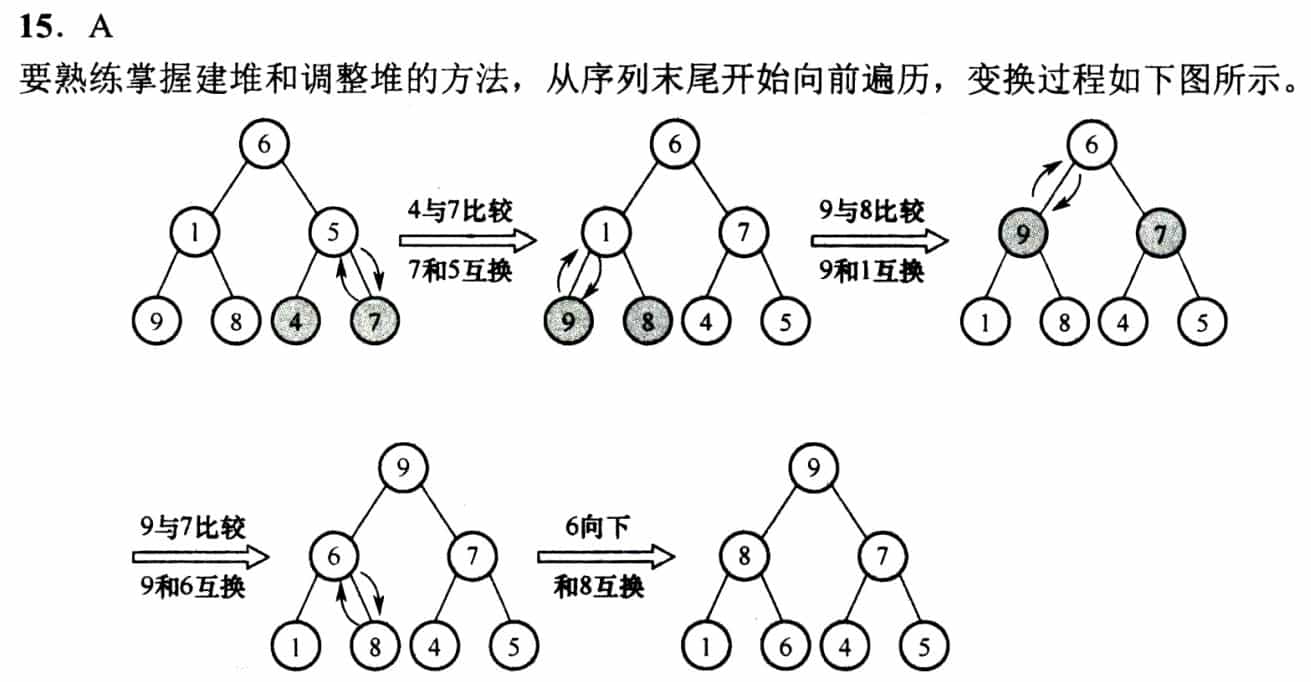 15. A
要熟练掌握建堆和调整堆的方法，从序列末尾开始向前遍历，变换过程如下图所示。
6
1 5
9 8 4 7
4与7比较
7和5互换
6
1 7
9 8 4 5
9与8比较
9和1互换
6
9 7
1 8 4 5
9与7比较
9和6互换
9
6 7
1 8 4 5
6向下
和8互换
9
8 7
1 6 4 5